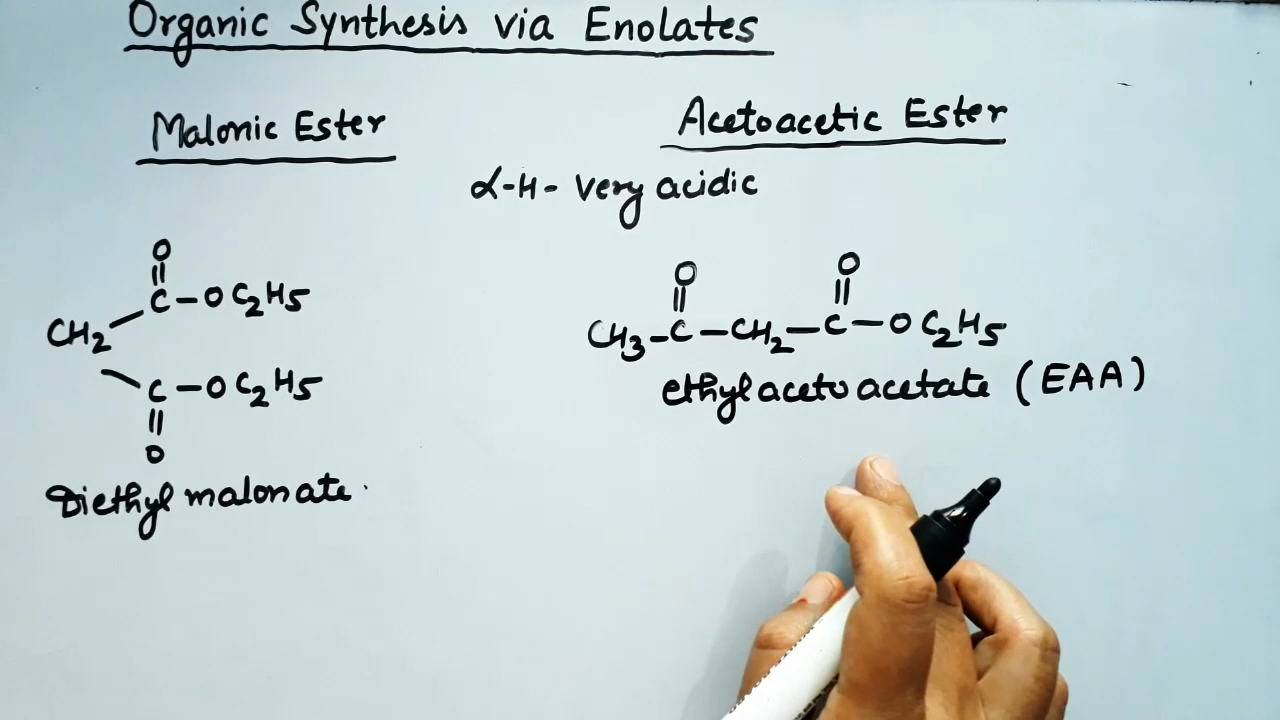 Organic Synthesis via Enolates
Malonic Ester
Acetoacetic Ester
α-H- Very acidic
O
||
C-OC2H5
CH2
C-OC2H5
||
O
Diethyl malonate.
O O
|| ||
CH3-C-CH2-C-OC2H5
ethylacetoacetate (EAA)